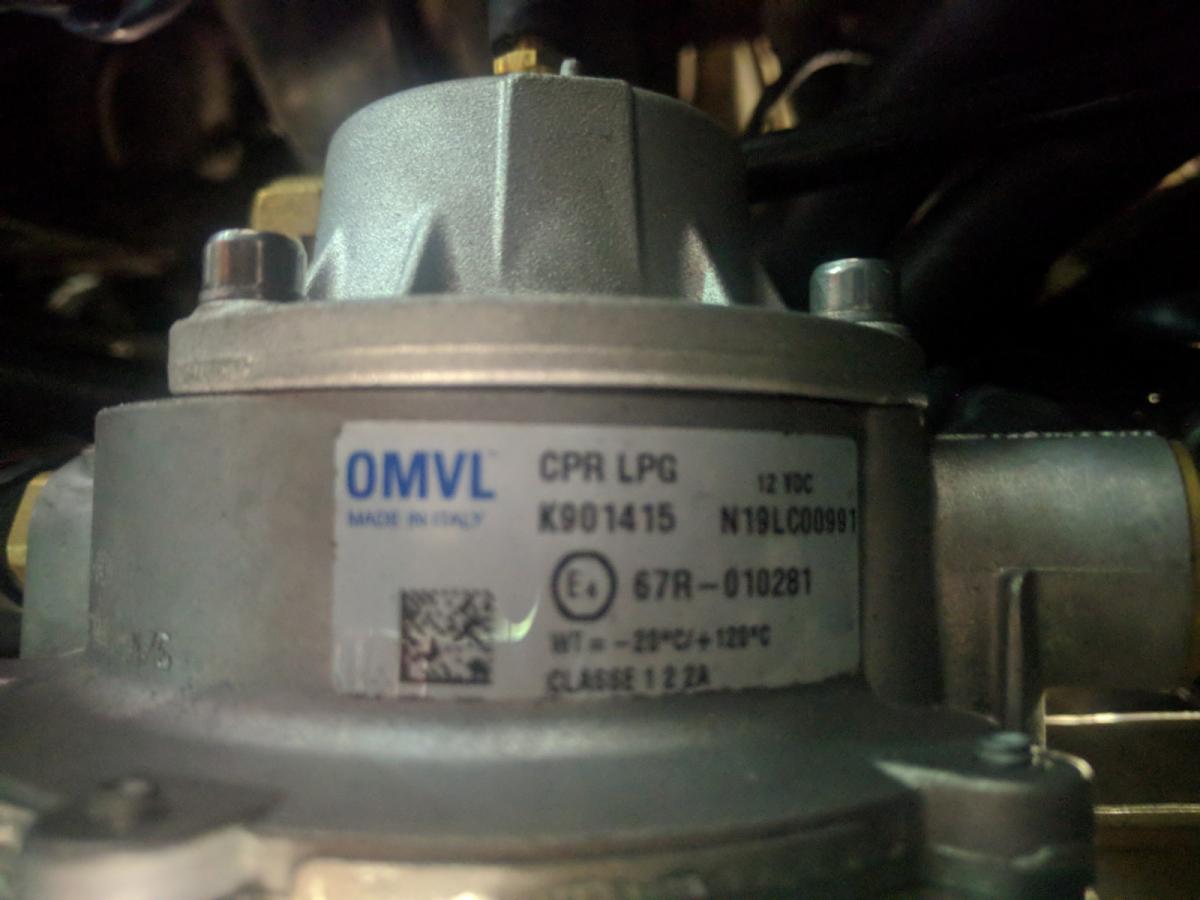 OMVL
MADE IN ITALY
CPR LPG
12 VDC
K901415
N19LC00991
E4
67R-010281
WT = -20°C/+120°C
CLASSE 1 2 2A